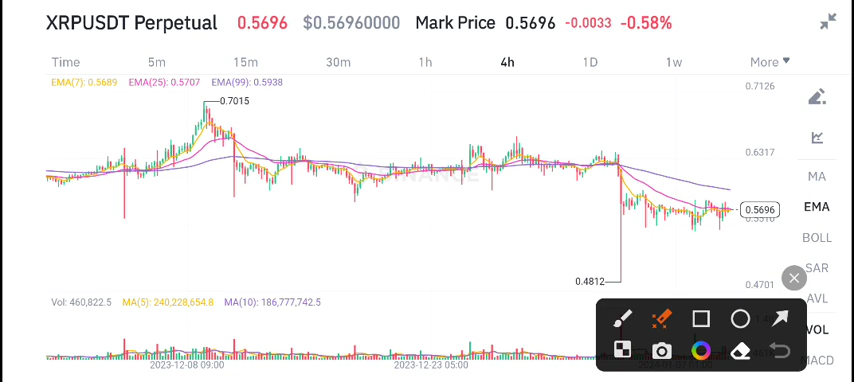 XRPUSDT Perpetual 0.5696 $0.56960000 Mark Price 0.5696 -0.0033 -0.58%
Time 5m 15m 30m 1h 4h 1D 1w More
EMA(7): 0.5689 EMA(25): 0.5707 EMA(99): 0.5938
0.7126
0.7015
0.6317
MA
0.5696
EMA
BOLL
SAR
0.4812
0.4701
AVL
Vol: 460,822.5 MA(5): 240,228,654.8 MA(10): 186,777,742.5
VOL
MACD
2023-12-08 09:00 2023-12-23 05:00